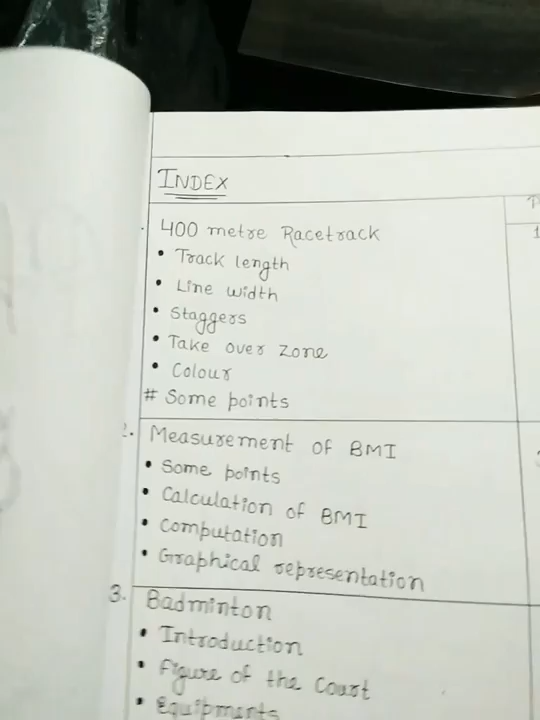 INDEX
400 metre Racetrack
• Track length
• Line width
• Staggers
• Take over zone
• Colour
# Some points
2. Measurement of BMI
• Some points
• Calculation of BMI
• Computation
• Graphical representation
3. Badminton
• Introduction
• Figure of the Court
• Equipments